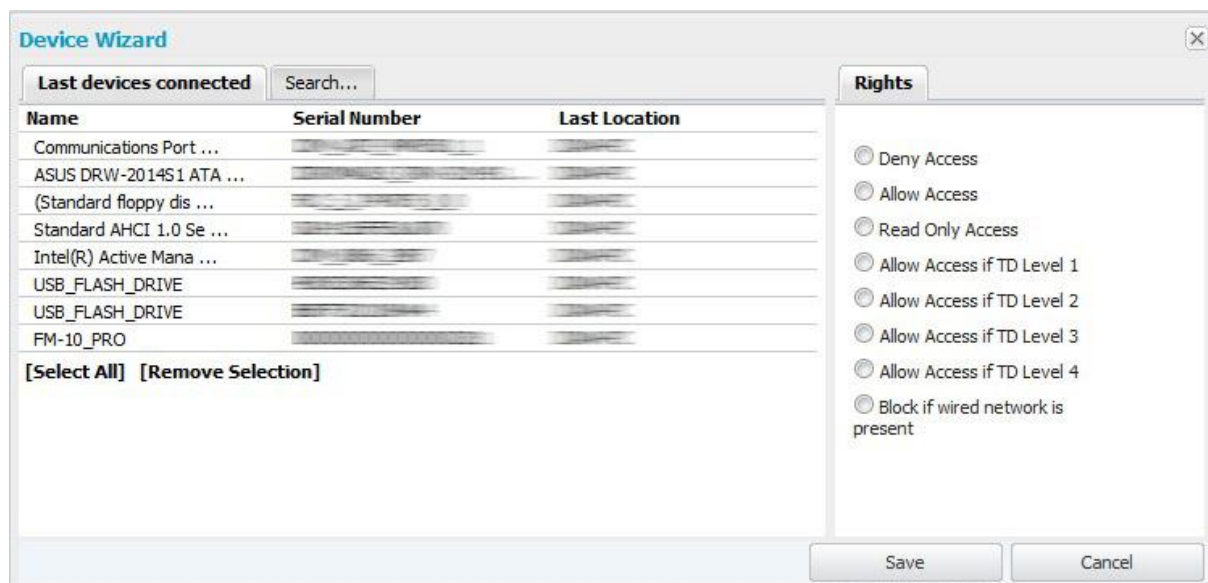 Device Wizard
Last devices connected
Search...
Rights
Name Serial Number Last Location
Communications Port ...
ASUS DRW-2014S1 ATA ...
(Standard floppy dis ...
Standard AHCI 1.0 Se ...
Intel(R) Active Mana ...
USB_FLASH_DRIVE
USB_FLASH_DRIVE
FM-10_PRO
[Select All] [Remove Selection]
Deny Access
Allow Access
Read Only Access
Allow Access if TD Level 1
Allow Access if TD Level 2
Allow Access if TD Level 3
Allow Access if TD Level 4
Block if wired network is
present
Save
Cancel